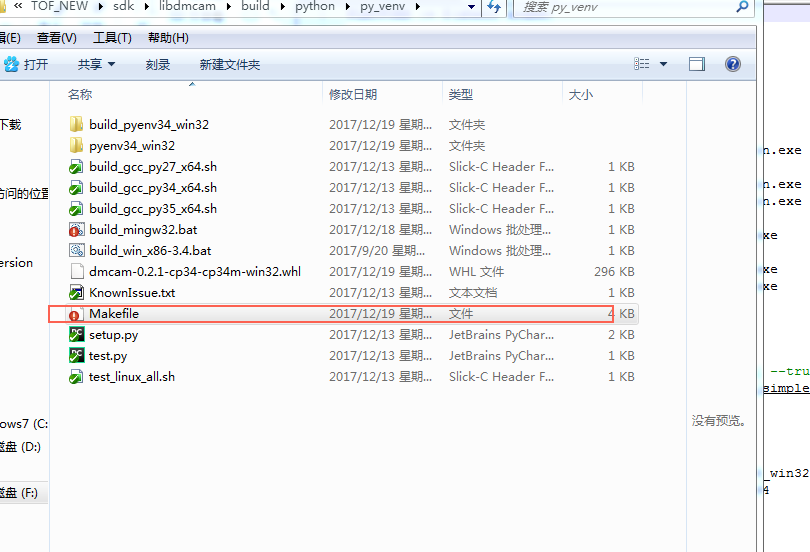 « TOF_NEW ▸ sdk ▸ libdmcam ▸ build ▸ python ▸ py_venv ▸ 搜索 py_venv
辑(E) 查看(V) 工具(T) 帮助(H)
打开 共享 刻录 新建文件夹
名称 修改日期 类型 大小
下载
build_pyenv34_win32 2017/12/19 星期... 文件夹
pyenv34_win32 2017/12/19 星期... 文件夹
n.exe
build_gcc_py27_x64.sh 2017/12/13 星期... Slick-C Header F... 1 KB
build_gcc_py34_x64.sh 2017/12/13 星期... Slick-C Header F... 1 KB
n.exe
访问的位置
n.exe
build_gcc_py35_x64.sh 2017/12/13 星期... Slick-C Header F... 1 KB
build_mingw32.bat 2017/12/18 星期... Windows 批处理... 1 KB
xe
build_win_x86-3.4.bat 2017/9/20 星期... Windows 批处理... 1 KB
ersion
dmcam-0.2.1-cp34-cp34m-win32.whl 2017/12/19 星期... WHL 文件 296 KB
xe
KnownIssue.txt 2017/12/13 星期... 文本文档 1 KB
xe
Makefile 2017/12/19 星期... 文件 4 KB
setup.py 2017/12/13 星期... JetBrains PyChar... 2 KB
test.py 2017/12/13 星期... JetBrains PyChar... 1 KB
--tru
test_linux_all.sh 2017/12/13 星期... Slick-C Header F... 1 KB
simple
没有预览。
ows7 (C:
磁盘 (D:)
_win32
磁盘 (F:)
4